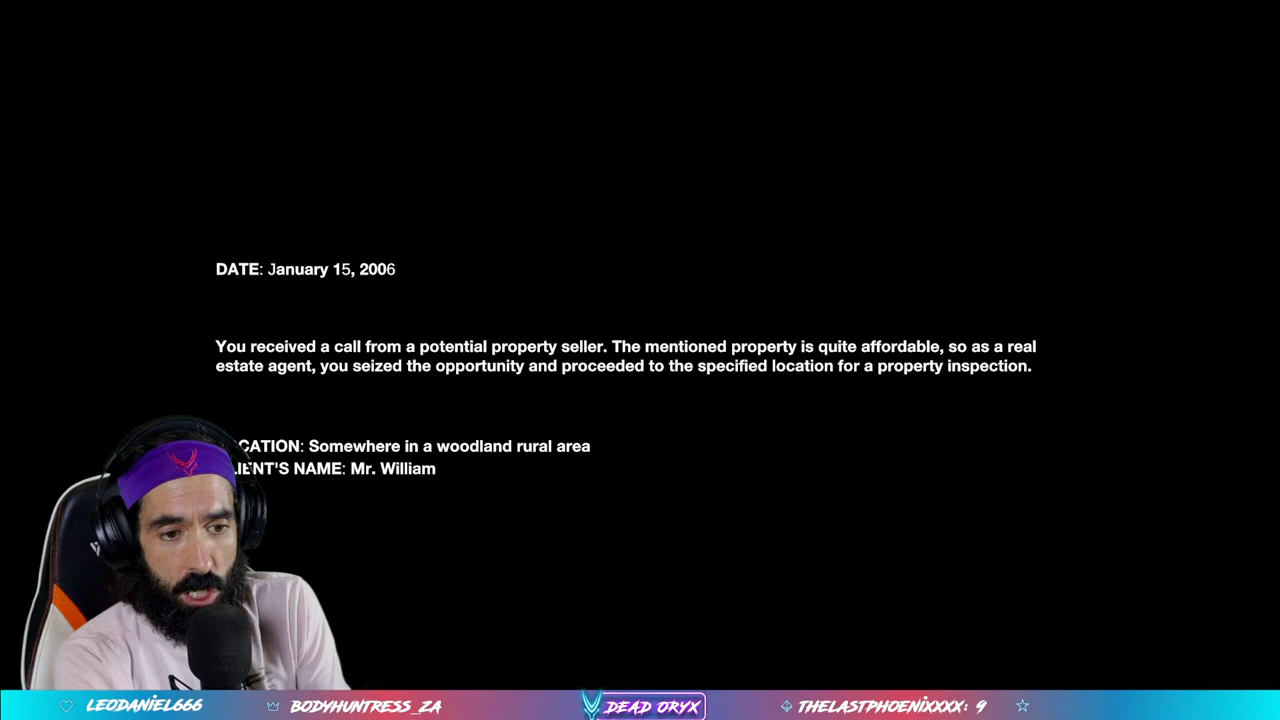 DATE: January 15, 2006
You received a call from a potential property seller. The mentioned property is quite affordable, so as a real
estate agent, you seized the opportunity and proceeded to the specified location for a property inspection.
: Somewhere in a woodland rural area
NAME: Mr. William
LEODANIEL666 BODYHUNTRESS_ZA DEAD ORYX THELASTPHOENIXXXX: 9